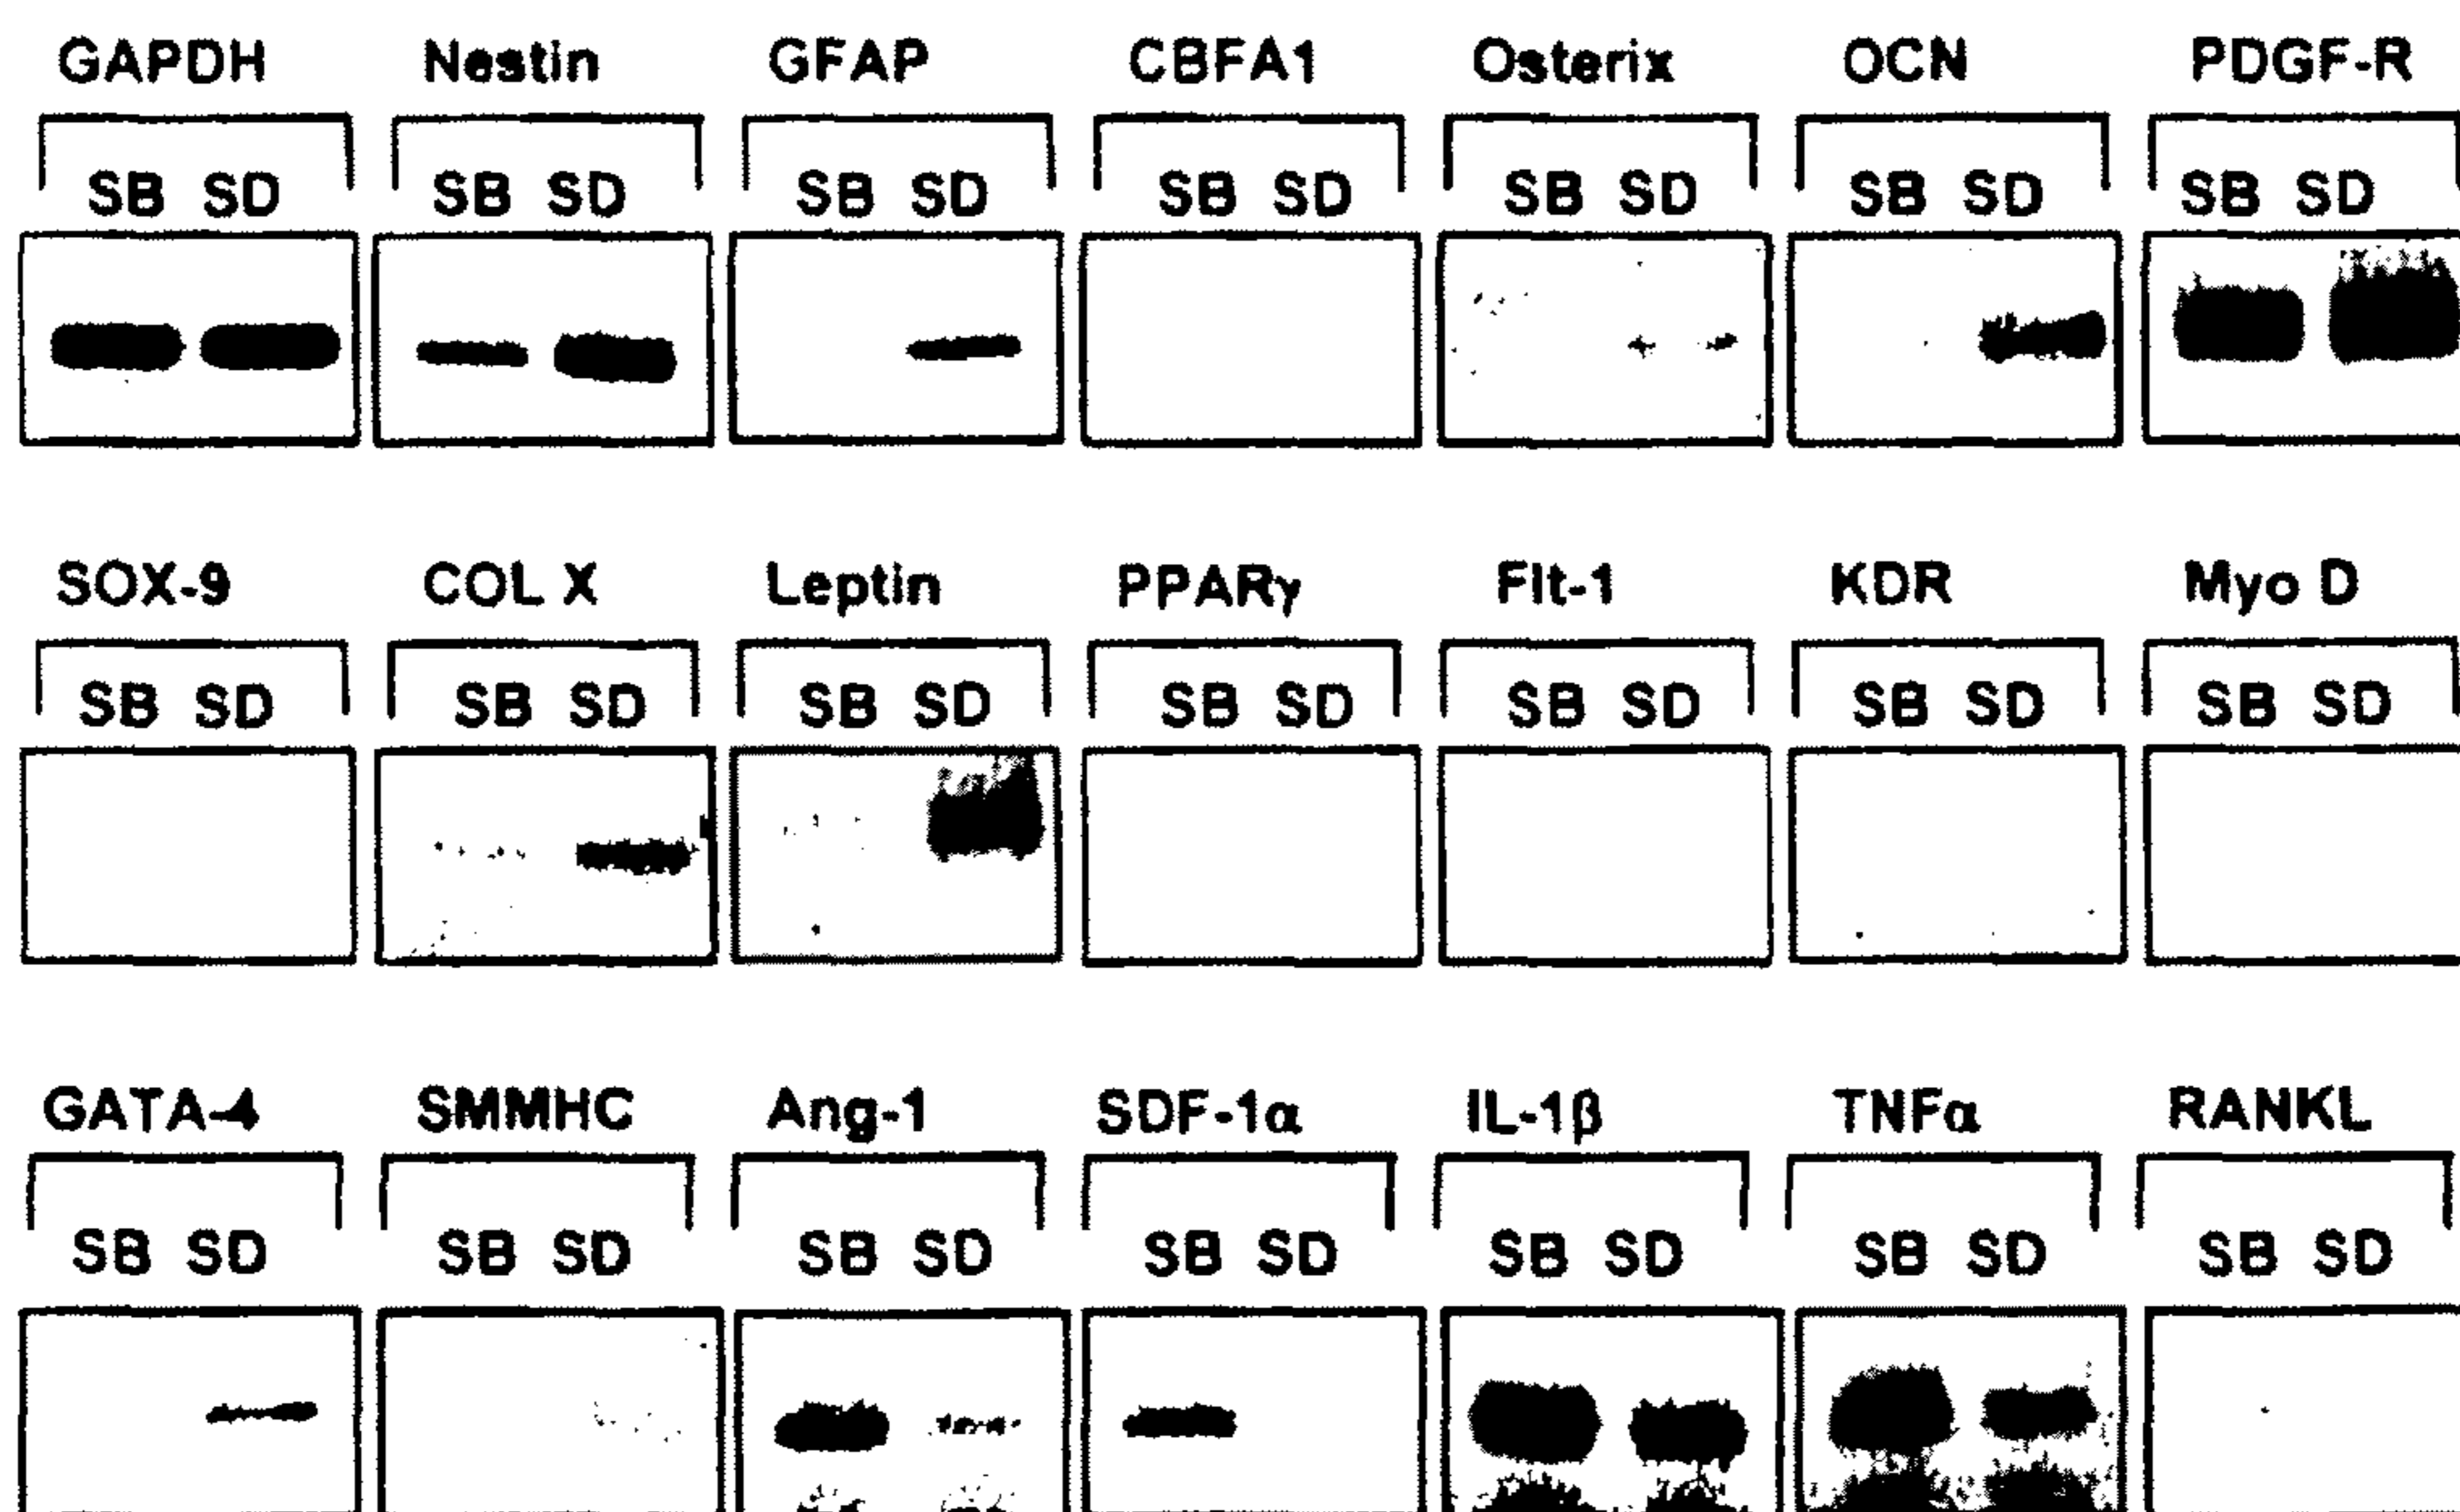 GAPDH Nestin GFAP CBFA1 Osterix OCN PDGF-R
SB SD SB SD SB SD SB SD SB SD SB SD SB SD
SOX-9 COL X Leptin PPARγ Flt-1 KDR Myo D
SB SD SB SD SB SD SB SD SB SD SB SD SB SD
GATA-4 SMMHC Ang-1 SDF-1α IL-1β TNFα RANKL
SB SD SB SD SB SD SB SD SB SD SB SD SB SD